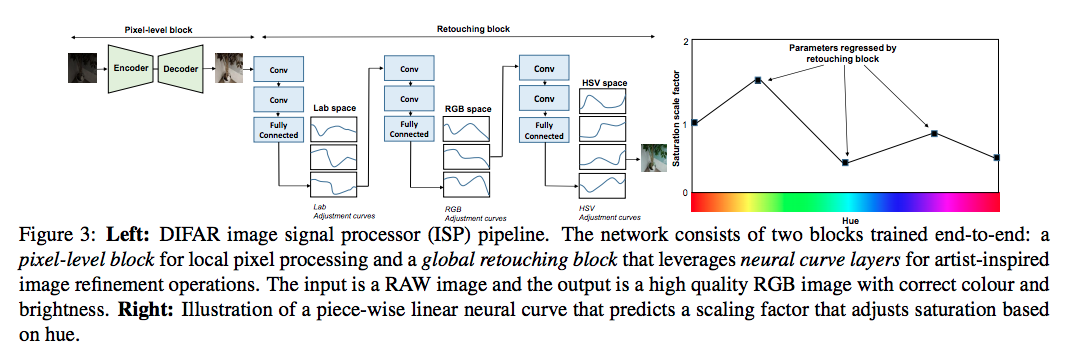 Pixel-level block
Retouching block
Encoder
Decoder
Conv
Conv
Fully
Connected
Lab space
Lab
Adjustment curves
Conv
Conv
Fully
Connected
RGB space
RGB
Adjustment curves
Conv
Conv
Fully
Connected
HSV space
HSV
Adjustment curves
2
1
0
Saturation scale factor
Parameters regressed by
retouching block
Hue
Figure 3: Left: DIFAR image signal processor (ISP) pipeline. The network consists of two blocks trained end-to-end: a
pixel-level block for local pixel processing and a global retouching block that leverages neural curve layers for artist-inspired
image refinement operations. The input is a RAW image and the output is a high quality RGB image with correct colour and
brightness. Right: Illustration of a piece-wise linear neural curve that predicts a scaling factor that adjusts saturation based
on hue.